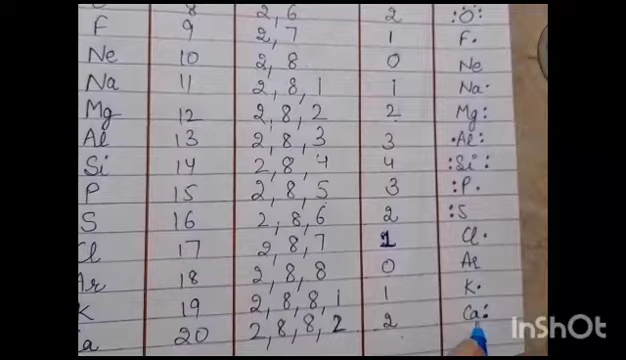 8 2, 6 2 :Ö:
F 9 2, 7 1 F.
Ne 10 2, 8 0 Ne
Na 11 2, 8, 1 1 Na.
Mg 12 2, 8, 2 2 Mg:
Al 13 2, 8, 3 3 .Al:
Si 14 2, 8, 4 4 :Si:
P 15 2, 8, 5 3 :P.
S 16 2, 8, 6 2 :S
Cl 17 2, 8, 7 1 Cl.
Ar 18 2, 8, 8 0 Ar
K 19 2, 8, 8, 1 1 K.
20 2, 8, 8, 2 2 Ca:
InShOt